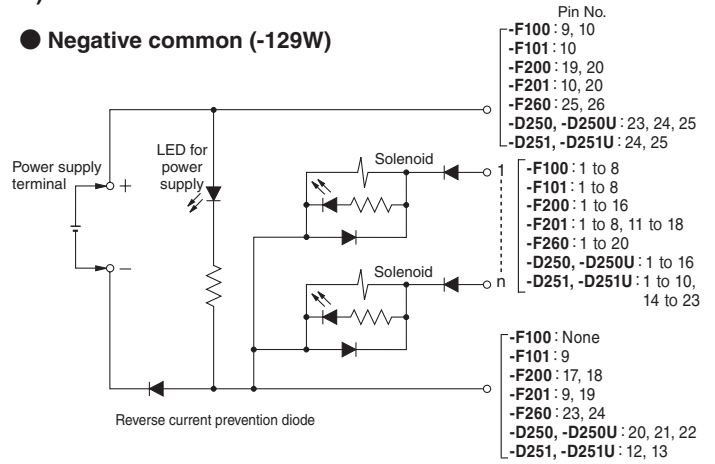 Pin No.
● Negative common (-129W)
-F100 : 9, 10
-F101 : 10
-F200 : 19, 20
-F201 : 10, 20
-F260 : 25, 26
-D250, -D250U : 23, 24, 25
-D251, -D251U : 24, 25
Power supply
terminal
+
−
LED for
power
supply
Solenoid
1
-F100 : 1 to 8
-F101 : 1 to 8
-F200 : 1 to 16
-F201 : 1 to 8, 11 to 18
-F260 : 1 to 20
-D250, -D250U : 1 to 16
-D251, -D251U : 1 to 10,
14 to 23
Solenoid
n
-F100 : None
-F101 : 9
-F200 : 17, 18
-F201 : 9, 19
-F260 : 23, 24
-D250, -D250U : 20, 21, 22
-D251, -D251U : 12, 13
Reverse current prevention diode